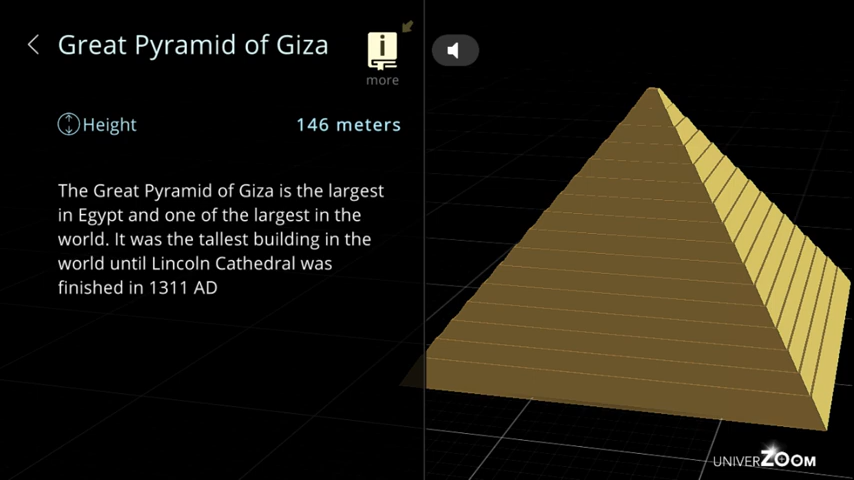 Great Pyramid of Giza
i
more
Height 146 meters
The Great Pyramid of Giza is the largest
in Egypt and one of the largest in the
world. It was the tallest building in the
world until Lincoln Cathedral was
finished in 1311 AD
UNIVERZOOM